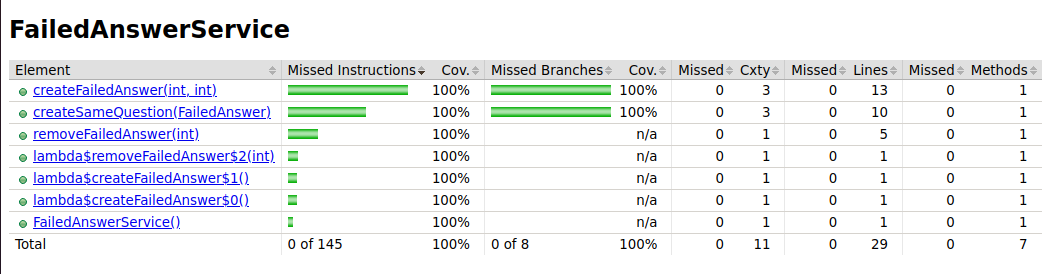 FailedAnswerService
Element Missed Instructions Cov. Missed Branches Cov. Missed Cxty Missed Lines Missed Methods
createFailedAnswer(int, int) 100% 100% 0 3 0 13 0 1
createSameQuestion(FailedAnswer) 100% 100% 0 3 0 10 0 1
removeFailedAnswer(int) 100% n/a 0 1 0 5 0 1
lambda$removeFailedAnswer$2(int) 100% n/a 0 1 0 1 0 1
lambda$createFailedAnswer$1() 100% n/a 0 1 0 1 0 1
lambda$createFailedAnswer$0() 100% n/a 0 1 0 1 0 1
FailedAnswerService() 100% n/a 0 1 0 1 0 1
Total 0 of 145 100% 0 of 8 100% 0 11 0 29 0 7